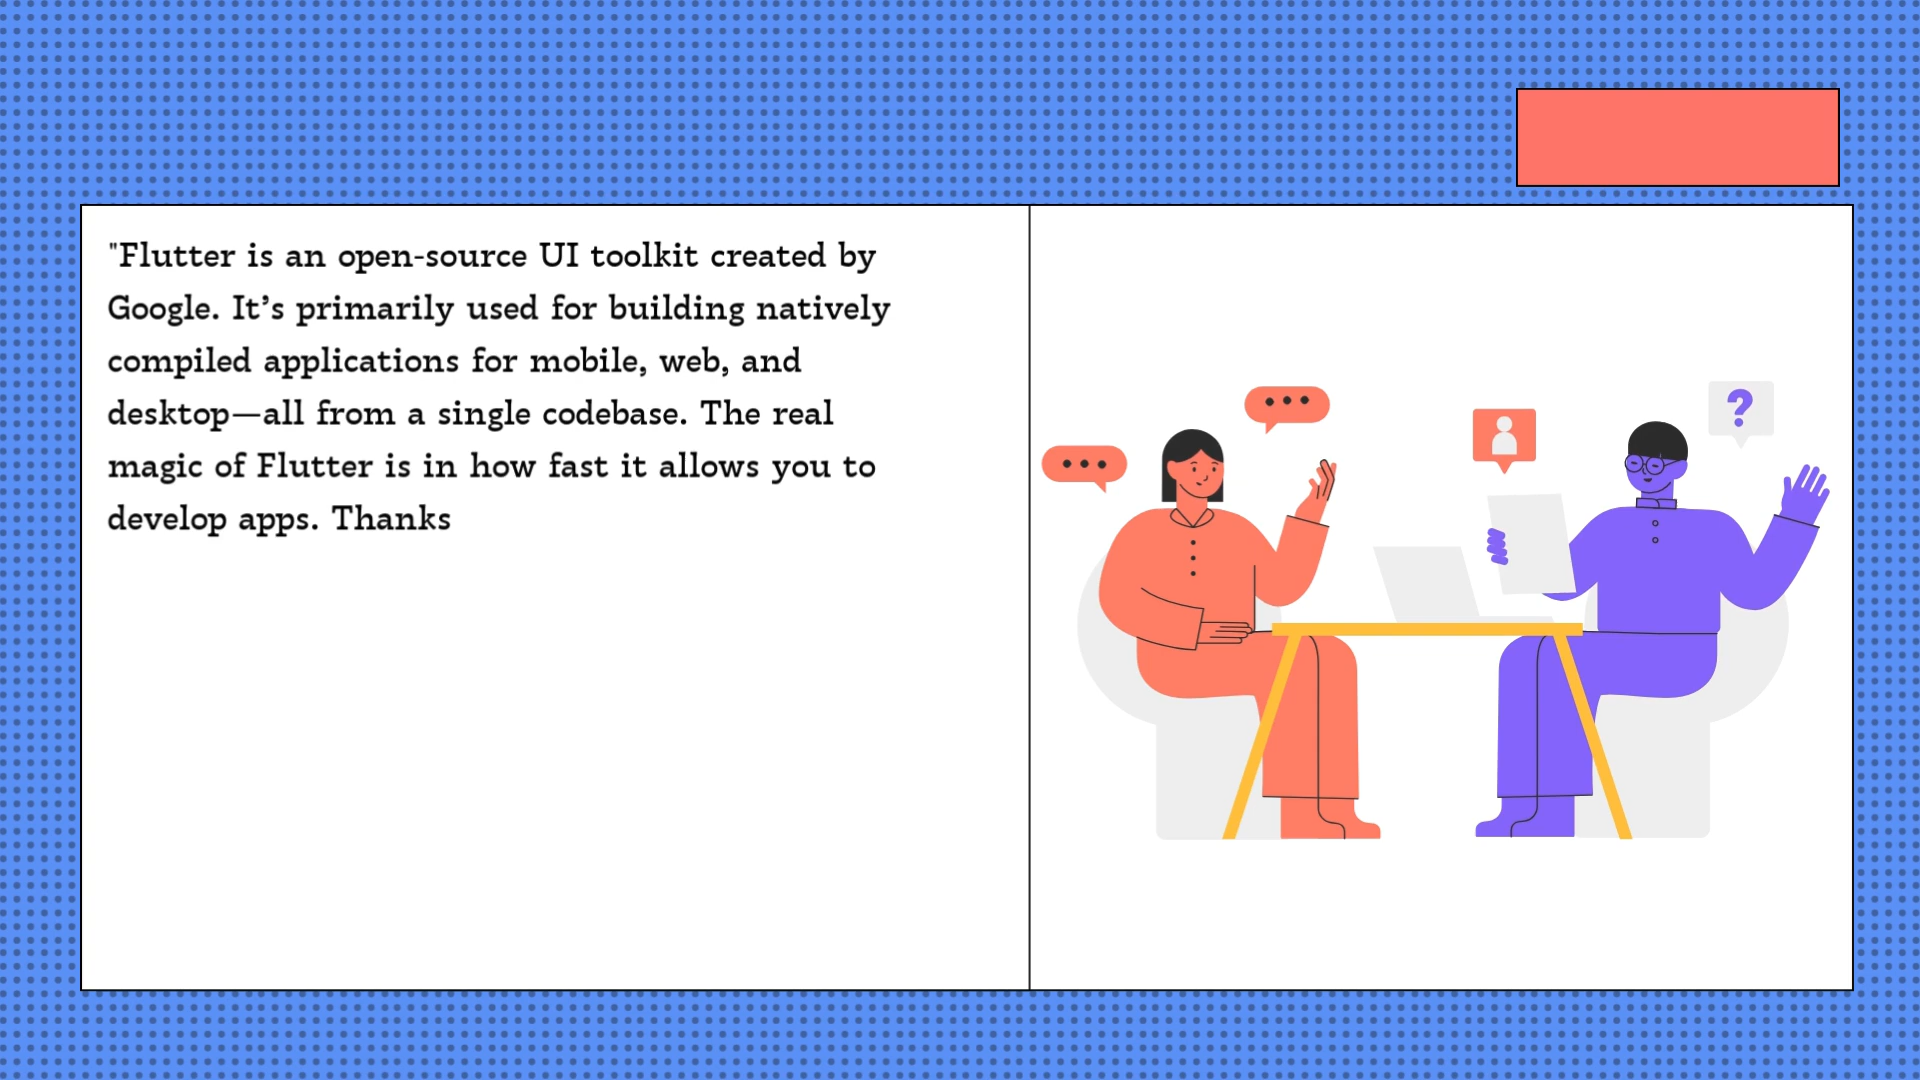 "Flutter is an open-source UI toolkit created by
Google. It’s primarily used for building natively
compiled applications for mobile, web, and
desktop—all from a single codebase. The real
magic of Flutter is in how fast it allows you to
develop apps. Thanks
?